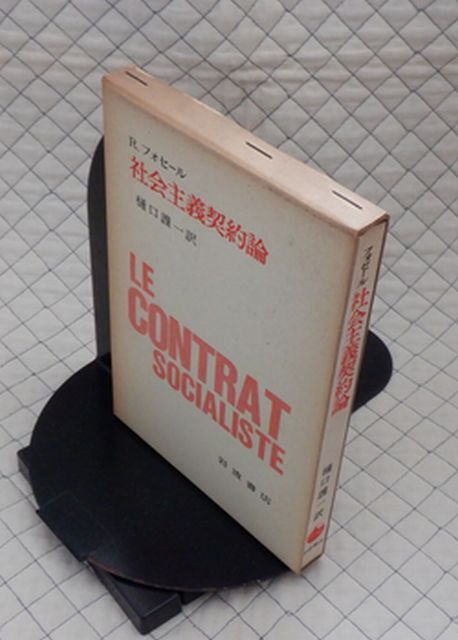 R. フォセール
社会主義契約論
樋口謹一訳
LE
CONTRAT
SOCIALISTE
岩波書店
フォセール
社会主義契約論
樋口謹一訳